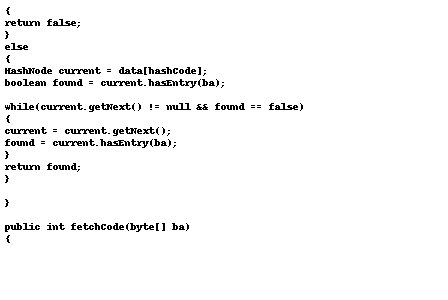 {
return false;
}
else
{
HashNode current = data[hashCode];
boolean found = current.hasEntry(ba);
while(current.getNext() != null && found == false)
{
current = current.getNext();
found = current.hasEntry(ba);
}
return found;
}
}
public int fetchCode(byte[] ba)
{